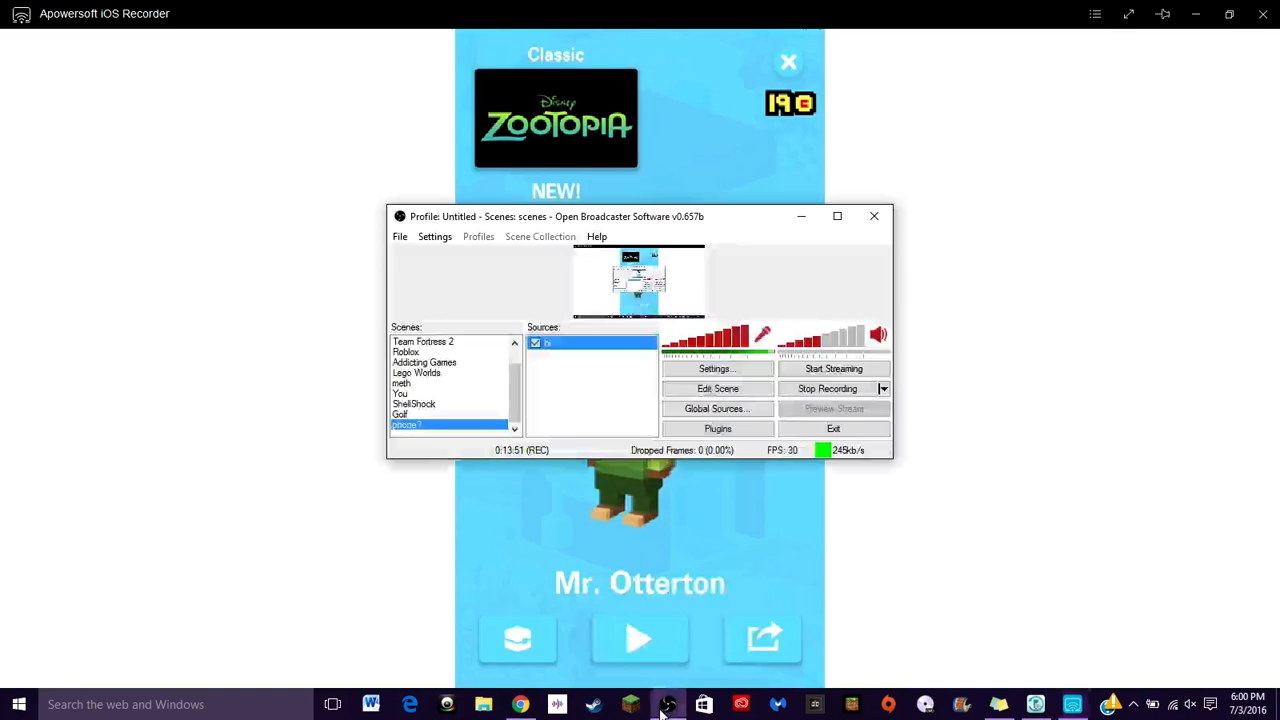 Apowersoft iOS Recorder
Classic
Disney
ZOOTOPIA
19 C
NEW!
Profile: Untitled - Scenes: scenes - Open Broadcaster Software v0.657b
File Settings Profiles Scene Collection Help
Scenes: Sources:
Team Fortress 2
Roblox
Addicting Games
Lego Worlds
meth
You
ShellShock
Golf
phone?
hi
Settings... Start Streaming
Edit Scene Stop Recording
Global Sources... Preview Stream
Plugins Exit
0:13:51 (REC) Dropped Frames: 0 (0.00%) FPS: 30 245kb/s
Mr. Otterton
Search the web and Windows
6:00 PM
7/3/2016